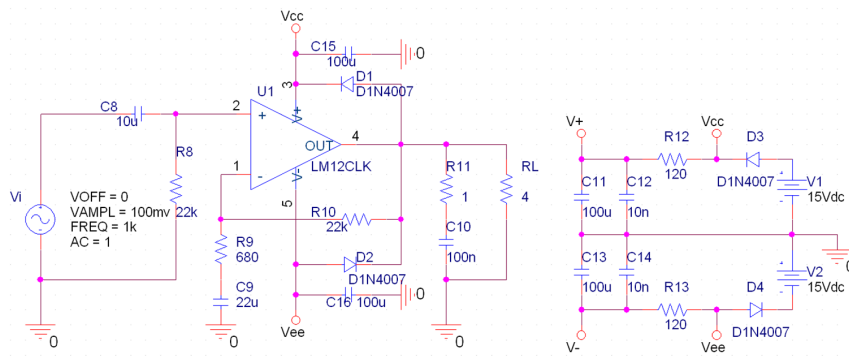 Vcc
C15
100u
0
3
D1
D1N4007
U1
C8
10u
2
+
V+
OUT
4
LM12CLK
1
-
V-
5
R8
22k
Vi
VOFF = 0
VAMPL = 100mv
FREQ = 1k
AC = 1
R10
22k
R9
680
C9
22u
D2
D1N4007
C16
100u
0
Vee
0
0
0
R11
1
C10
100n
RL
4
V+
Vcc
R12
120
D3
D1N4007
V1
15Vdc
C11
100u
C12
10n
0
C13
100u
C14
10n
R13
120
D4
D1N4007
V2
15Vdc
V-
Vee